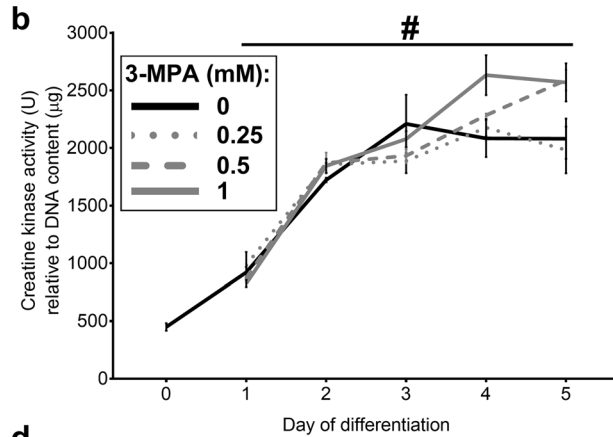 b
#
3-MPA (mM):
0
0.25
0.5
1
Creatine kinase activity (U)
relative to DNA content (µg)
3000
2500
2000
1500
1000
500
0
0 1 2 3 4 5
Day of differentiation
d